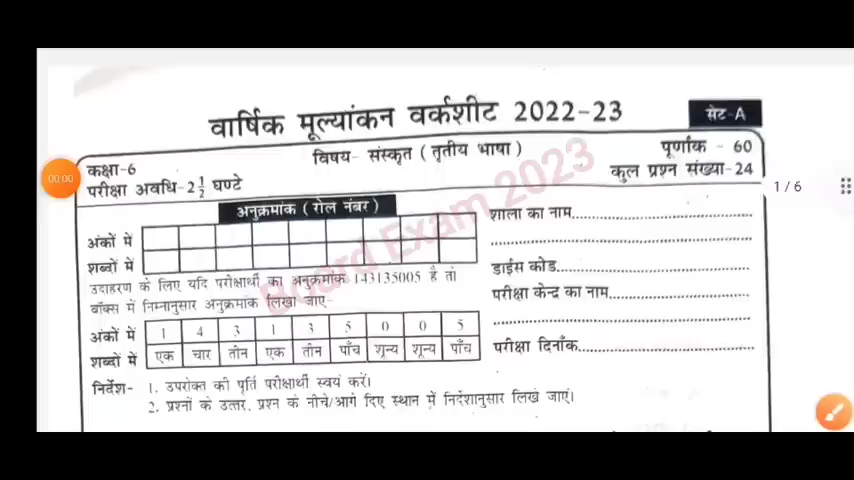 वार्षिक मूल्यांकन वर्कशीट 2022-23
सेट-A
कक्षा-6
विषय- संस्कृत ( तृतीय भाषा )
पूर्णांक - 60
परीक्षा अवधि-2 1/2 घण्टे
कुल प्रश्न संख्या-24
00:00
1 / 6
अनुक्रमांक ( रोल नंबर )
अंकों में
शब्दों में
उदाहरण के लिए यदि परीक्षार्थी का अनुक्रमांक 143135005 है तो
बॉक्स में निम्नानुसार अनुक्रमांक लिखा जाए-
अंकों में 1 4 3 1 3 5 0 0 5
शब्दों में एक चार तीन एक तीन पाँच शून्य शून्य पाँच
शाला का नाम
डाईस कोड
परीक्षा केन्द्र का नाम
परीक्षा दिनाँक
निर्देश- 1. उपरोक्त की पूर्ति परीक्षार्थी स्वयं करें।
2. प्रश्नों के उत्तर, प्रश्न के नीचे/आगे दिए स्थान में निर्देशानुसार लिखे जाएं।
Board Exam 2023